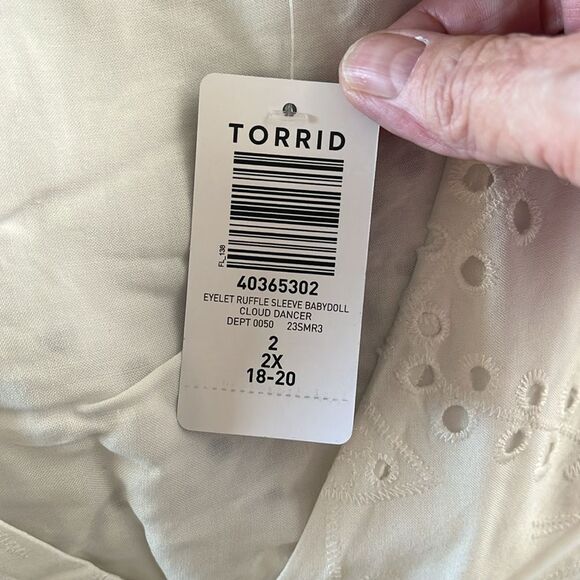 TORRID
FL_138
40365302
EYELET RUFFLE SLEEVE BABYDOLL
CLOUD DANCER
DEPT 0050 23SMR3
2
2X
18-20